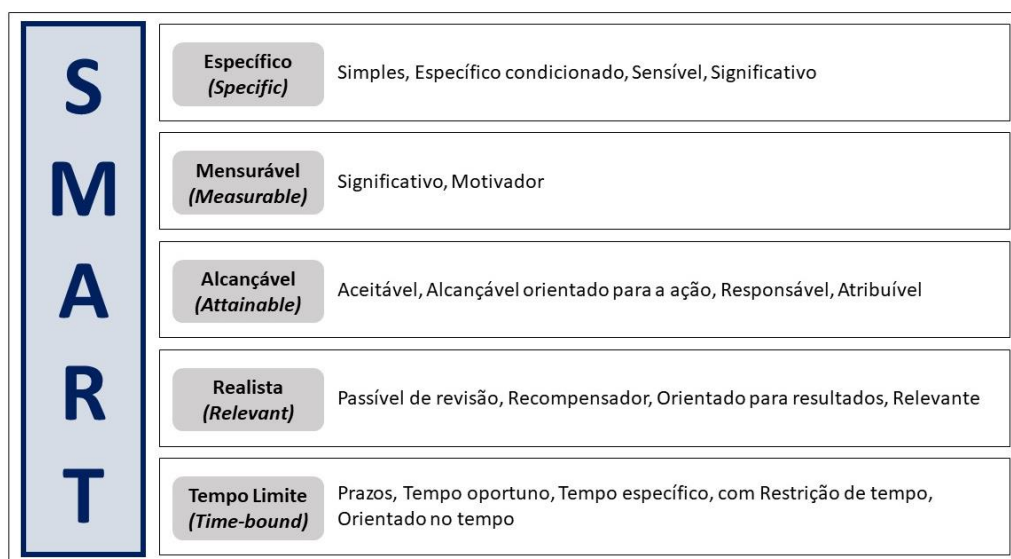 S
M
A
R
T
Específico
(Specific)
Simples, Específico condicionado, Sensível, Significativo
Mensurável
(Measurable)
Significativo, Motivador
Alcançável
(Attainable)
Aceitável, Alcançável orientado para a ação, Responsável, Atribuível
Realista
(Relevant)
Passível de revisão, Recompensador, Orientado para resultados, Relevante
Tempo Limite
(Time-bound)
Prazos, Tempo oportuno, Tempo específico, com Restrição de tempo,
Orientado no tempo